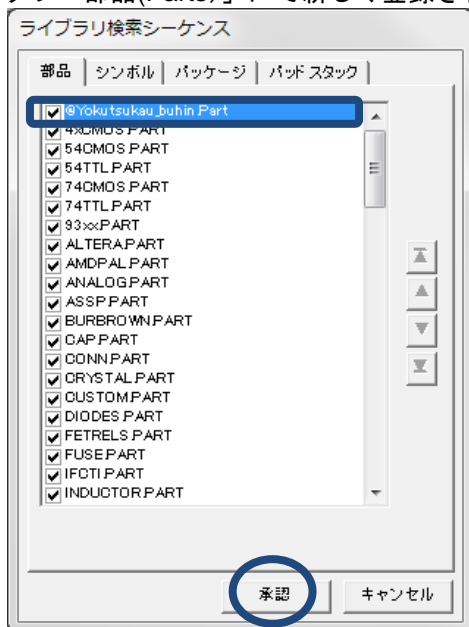 ライブラリ検索シーケンス
部品 シンボル パッケージ パッド スタック
@Yokutsukau_buhin.Part
4xCMOS.PART
54CMOS.PART
54TTL.PART
74CMOS.PART
74TTL.PART
93xx.PART
ALTERA.PART
AMDPAL.PART
ANALOG.PART
ASSP.PART
BURBROWN.PART
CAP.PART
CONN.PART
CRYSTAL.PART
CUSTOM.PART
DIODES.PART
FETRELS.PART
FUSE.PART
IFCTI.PART
INDUCTOR.PART
承認 キャンセル